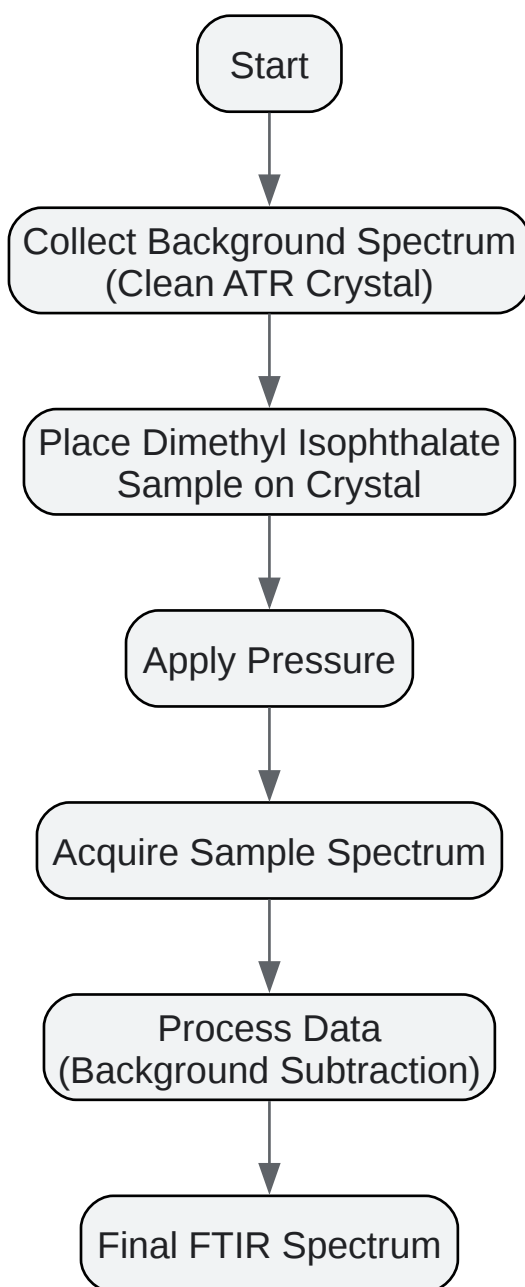 Start
Collect Background Spectrum
(Clean ATR Crystal)
Place Dimethyl Isophthalate
Sample on Crystal
Apply Pressure
Acquire Sample Spectrum
Process Data
(Background Subtraction)
Final FTIR Spectrum